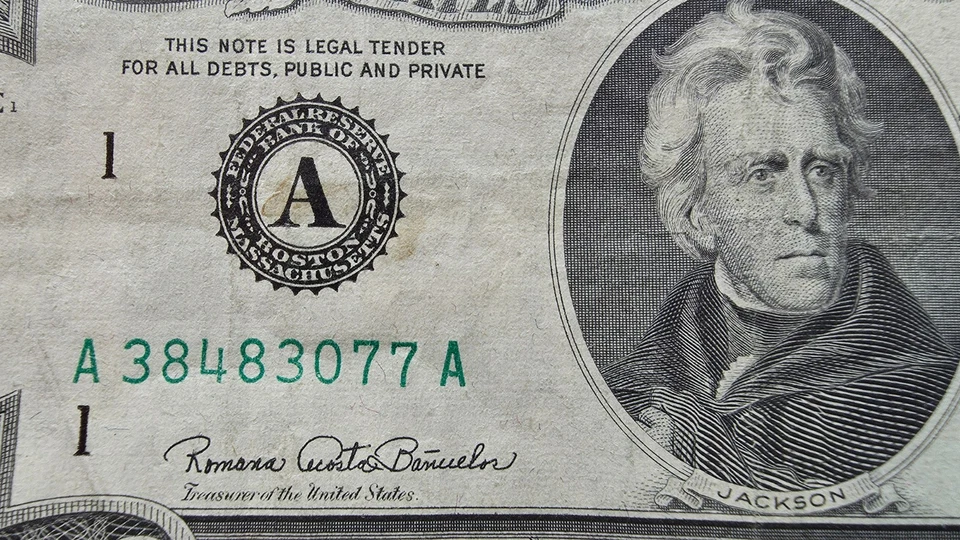 THIS NOTE IS LEGAL TENDER
FOR ALL DEBTS, PUBLIC AND PRIVATE
1
1
FEDERAL RESERVE
BANK OF
A
BOSTON
MASSACHUSETTS
A 38483077 A
1
Romana Acosta Bañuelos
Treasurer of the United States.
JACKSON